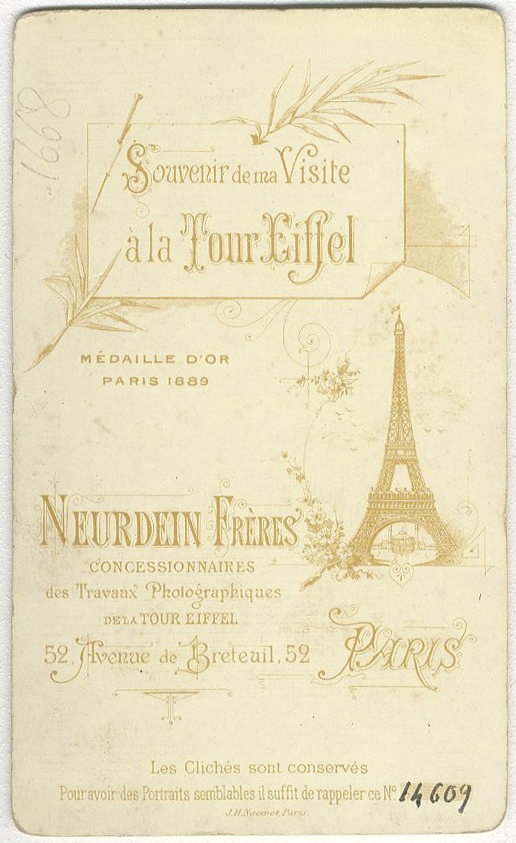 1668
Souvenir de ma Visite
à la Tour Eiffel
MÉDAILLE D'OR
PARIS 1889
NEURDEIN FRÈRES
CONCESSIONNAIRES
des Travaux Photographiques
DE LA TOUR EIFFEL
52, Avenue de Breteuil, 52
PARIS
Les Clichés sont conservés
Pour avoir des Portraits semblables il suffit de rappeler ce Nº 14609
Paris.